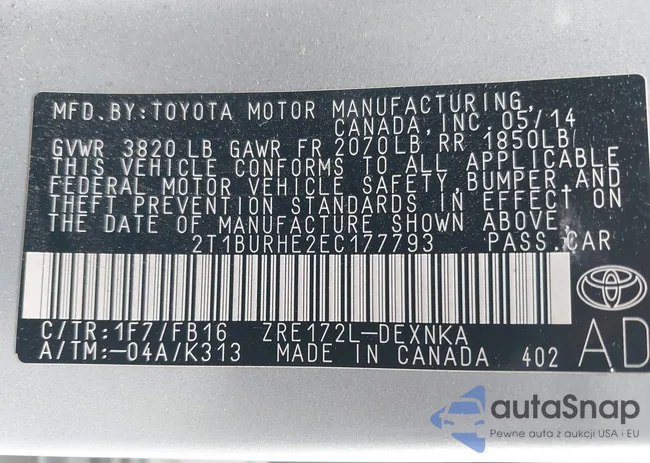 MFD.BY:TOYOTA MOTOR MANUFACTURING,
CANADA, INC. 05/14
GVWR 3820 LB GAWR FR 2070LB RR 1850LB
THIS VEHICLE CONFORMS TO ALL APPLICABLE
FEDERAL MOTOR VEHICLE SAFETY,BUMPER,AND
THEFT PREVENTION STANDARDS IN EFFECT ON
THE DATE OF MANUFACTURE SHOWN ABOVE.
2T1BURHE2EC177793 PASS.CAR
C/TR:1F7/FB16 ZRE172L-DEXNKA
A/TM:-04A/K313 MADE IN CANADA 402
AD
autoSnap
Pewne auta z aukcji USA i EU